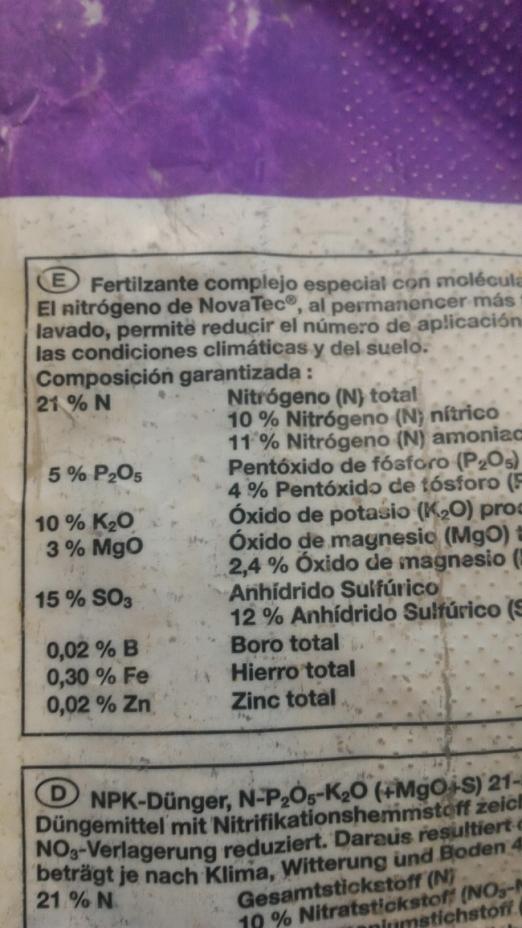 E Fertilzante complejo especial con molécula
El nitrógeno de NovaTec®, al permanencer más
lavado, permite reducir el número de aplicación
las condiciones climáticas y del suelo.
Composición garantizada :
21 % N Nitrógeno (N) total
10 % Nitrógeno (N) nítrico
11 % Nitrógeno (N) amoniac
5 % P₂O₅ Pentóxido de fósforo (P₂O₅)
4 % Pentóxido de fósforo (P
10 % K₂O Óxido de potasio (K₂O)
3 % MgO Óxido de magnesio (MgO) t
2,4 % Óxido de magnesio (
15 % SO₃ Anhídrido Sulfúrico
12 % Anhídrido Sulfúrico (S
0,02 % B Boro total
0,30 % Fe Hierro total
0,02 % Zn Zinc total
D NPK-Dünger, N-P₂O₅-K₂O (+MgO+S) 21-
Düngemittel mit Nitrifikationshemmstoff zeich
NO₃-Verlagerung reduziert. Daraus resultiert
beträgt je nach Klima, Witterung und Boden 4
21 % N Gesamtstickstoff (N)
10 % Nitratstickstoff (NO₃-N